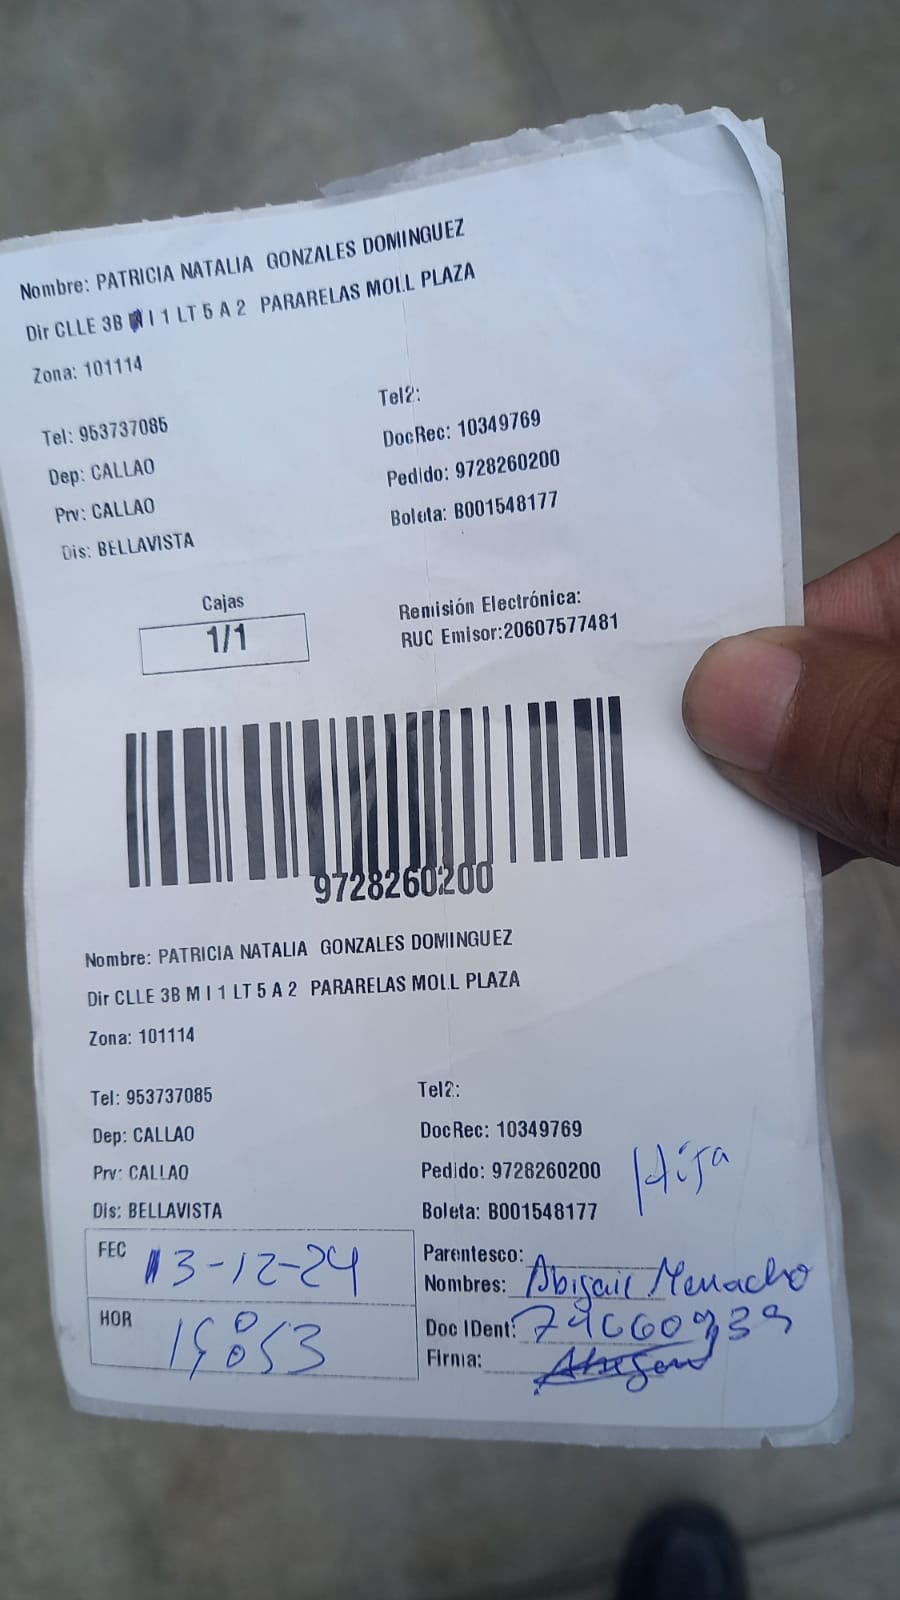 Nombre: PATRICIA NATALIA GONZALES DOMINGUEZ
Dir CLLE 3B M I 1 LT 5 A 2 PARARELAS MOLL PLAZA
Zona: 101114
Tel2:
Tel: 953737085
DocRec: 10349769
Dep: CALLAO
Pedido: 9728260200
Prv: CALLAO
Boleta: B001548177
Dis: BELLAVISTA
Cajas
1/1
Remisión Electrónica:
RUC Emisor:20607577481
9728260200
Nombre: PATRICIA NATALIA GONZALES DOMINGUEZ
Dir CLLE 3B M I 1 LT 5 A 2 PARARELAS MOLL PLAZA
Zona: 101114
Tel: 953737085
Tel2:
Dep: CALLAO
DocRec: 10349769
Prv: CALLAO
Pedido: 9728260200
Hija
Dis: BELLAVISTA
Boleta: B001548177
FEC 13-12-24
Parentesco:
Nombres: Abigail Menacho
HOR
Doc IDent:
Firma: